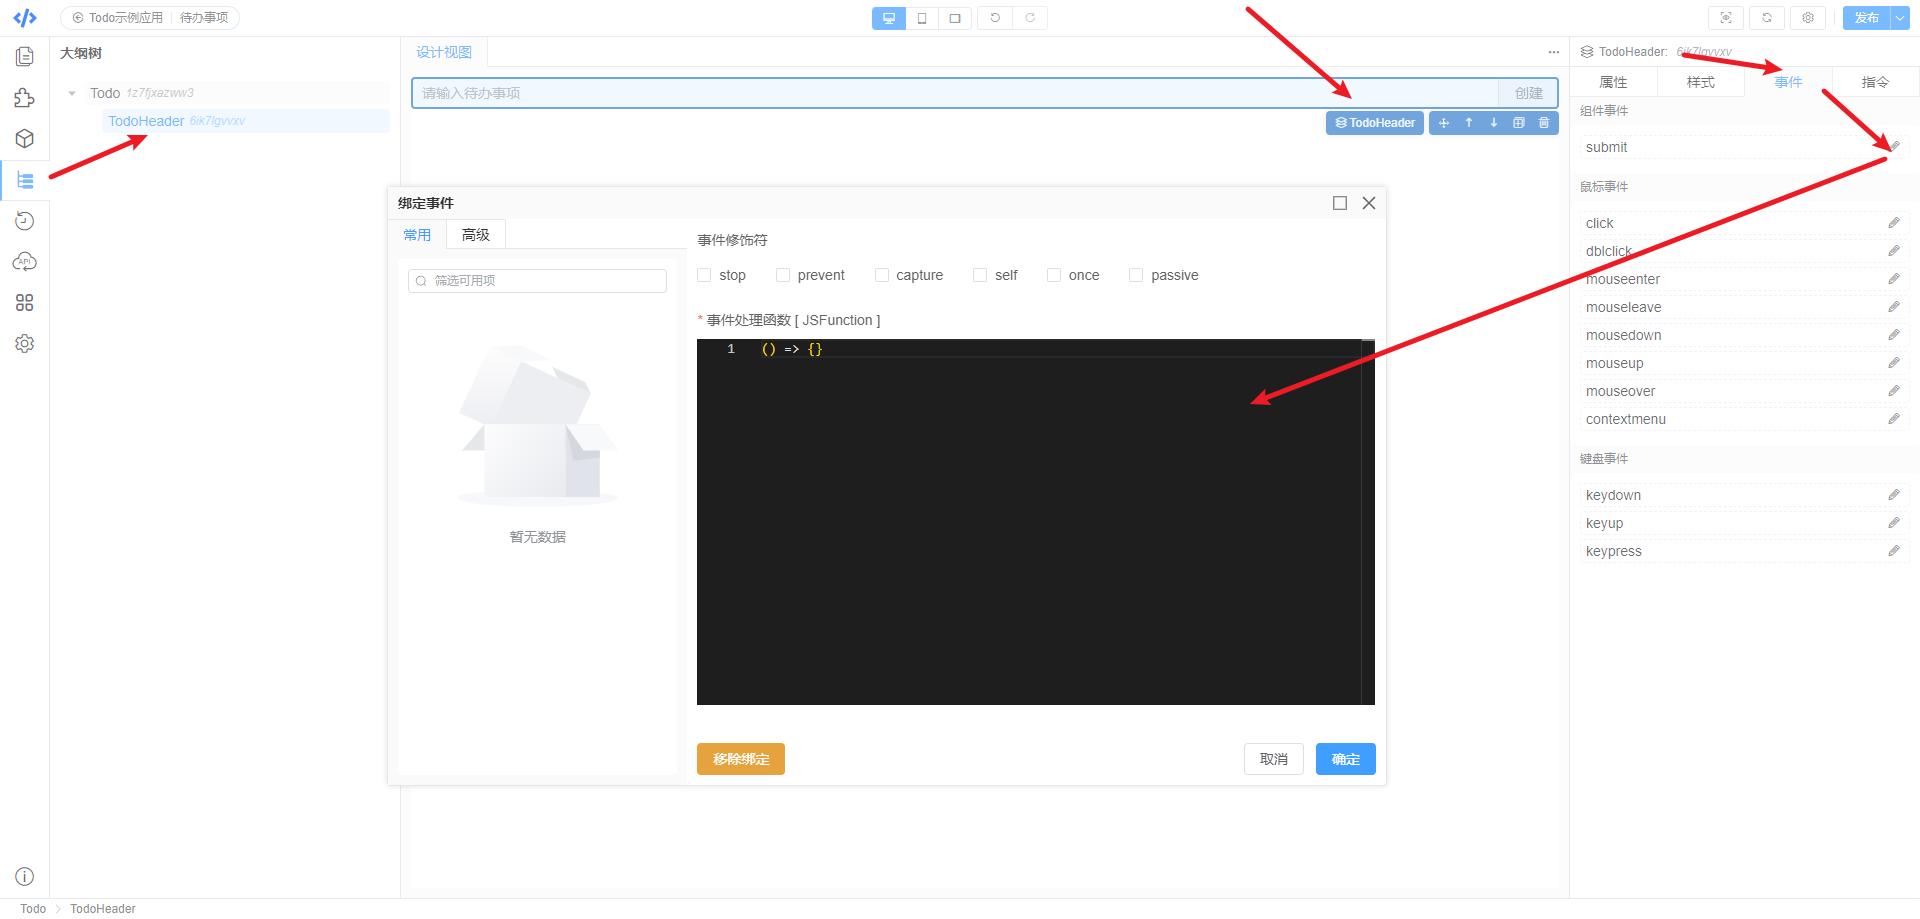 Todo示例应用 待办事项
发布
大纲树
Todo 1z7fjxazww3
TodoHeader 6ik7lgvvxv
API
设计视图
请输入待办事项 创建
TodoHeader
绑定事件
常用 高级
筛选可用项
暂无数据
事件修饰符
stop prevent capture self once passive
* 事件处理函数 [ JSFunction ]
1 () => {}
移除绑定 取消 确定
TodoHeader: 6ik7lgvvxv
属性 样式 事件 指令
组件事件
submit
鼠标事件
click
dblclick
mouseenter
mouseleave
mousedown
mouseup
mouseover
contextmenu
键盘事件
keydown
keyup
keypress
Todo > TodoHeader